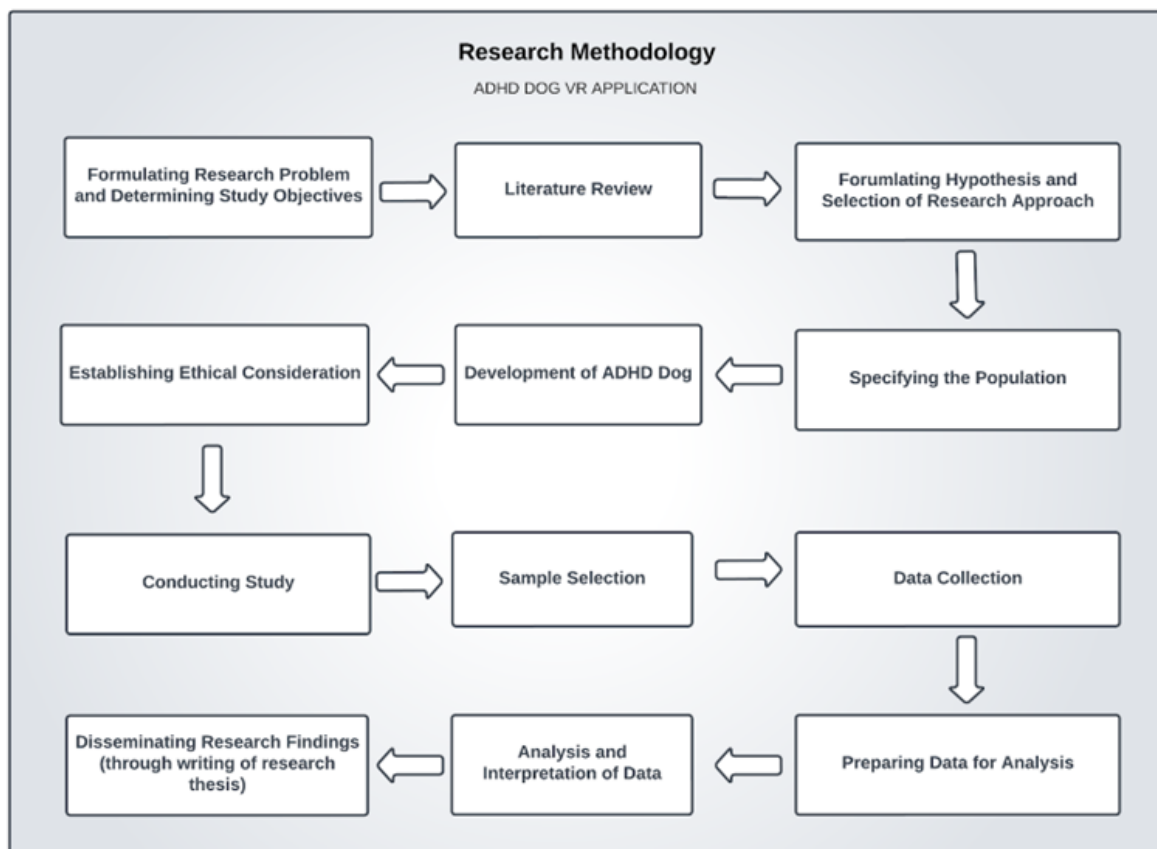 Research Methodology
ADHD DOG VR APPLICATION
Formulating Research Problem
and Determining Study Objectives
Literature Review
Forumlating Hypothesis and
Selection of Research Approach
Specifying the Population
Development of ADHD Dog
Establishing Ethical Consideration
Conducting Study
Sample Selection
Data Collection
Preparing Data for Analysis
Analysis and
Interpretation of Data
Disseminating Research Findings
(through writing of research
thesis)